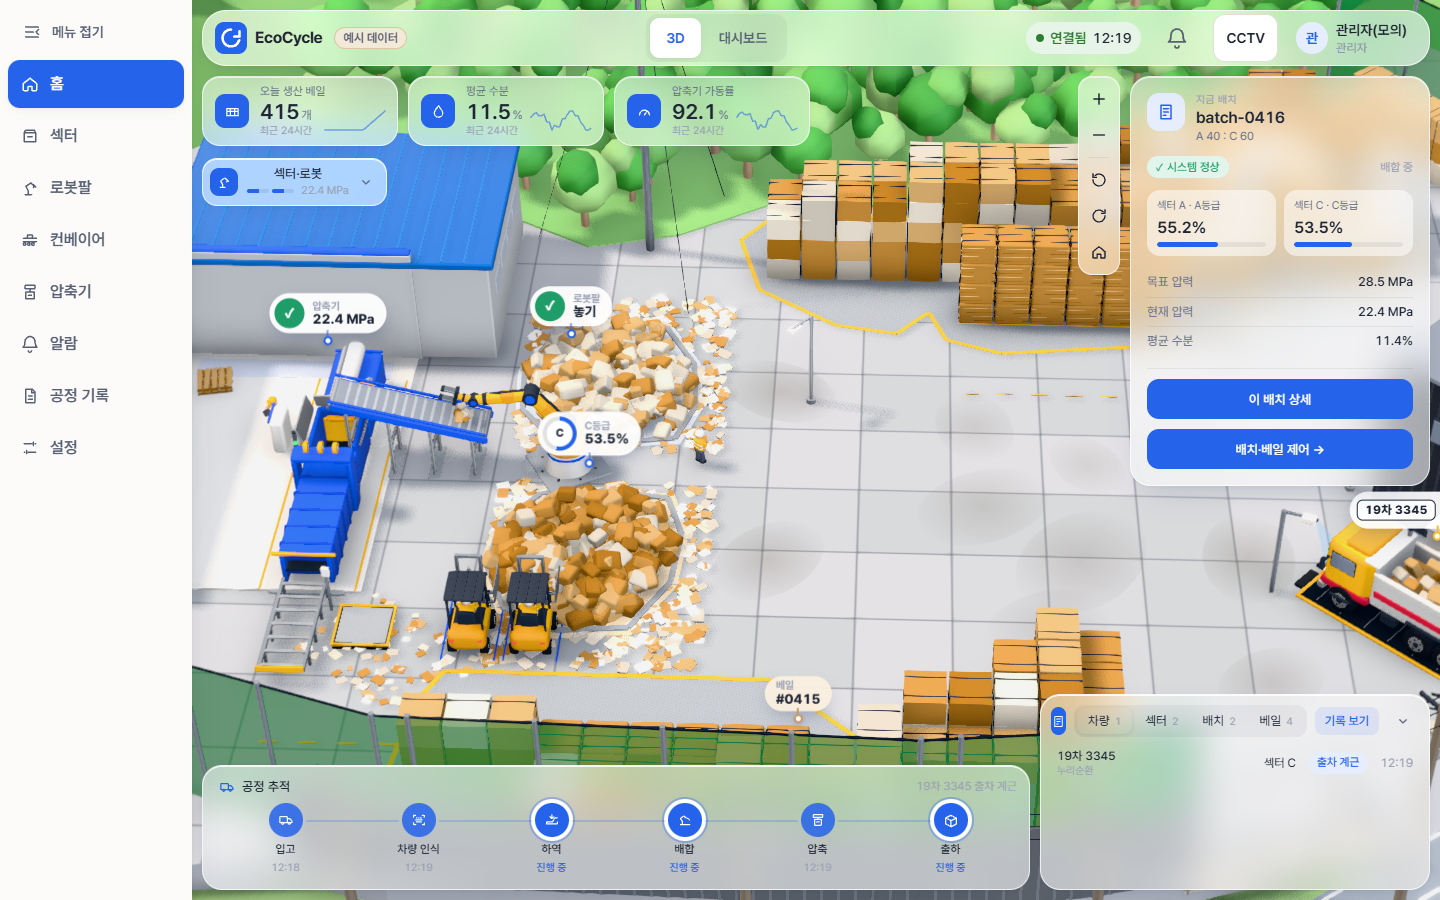 메뉴 접기
홈
섹터
로봇팔
컨베이어
압축기
알람
공정 기록
설정
EcoCycle
예시 데이터
3D
대시보드
연결됨 12:19
CCTV
관
관리자(모의)
관리자
오늘 생산 베일
415개
최근 24시간
평균 수분
11.5%
최근 24시간
압축기 가동률
92.1%
최근 24시간
섹터·로봇
22.4 MPa
압축기
22.4 MPa
로봇팔
놓기
C
C등급
53.5%
베일
#0415
19차 3345
지금 배치
batch-0416
A 40 : C 60
✓ 시스템 정상
배합 중
섹터 A · A등급
55.2%
섹터 C · C등급
53.5%
목표 압력 28.5 MPa
현재 압력 22.4 MPa
평균 수분 11.4%
이 배치 상세
배치·베일 제어 →
공정 추적
19차 3345 출차 계근
입고
12:18
차량 인식
12:19
하역
진행 중
배합
진행 중
압축
12:19
출하
진행 중
차량 1
섹터 2
배치 2
베일 4
기록 보기
19차 3345
누리순환
섹터 C
출차 계근
12:19